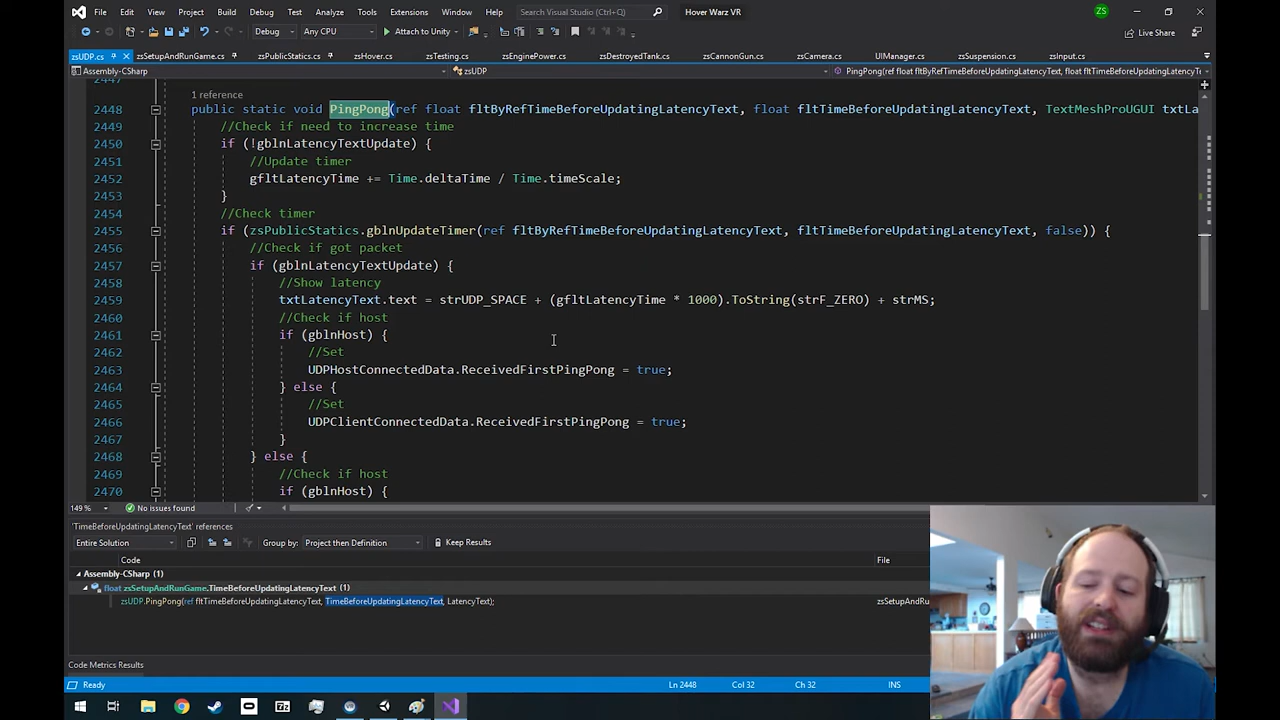 File Edit View Git Project Build Debug Test Analyze Tools Extensions Window Help Search Visual Studio (Ctrl+Q) Hover Warz VR ZS
Debug Any CPU Attach to Unity Live Share
zsUDP.cs zsSetupAndRunGame.cs zsPublicStatics.cs zsHover.cs zsTesting.cs zsEnginePower.cs zsDestroyedTank.cs zsCannonGun.cs zsCamera.cs UIManager.cs zsSuspension.cs zsInput.cs
Assembly-CSharp zsUDP PingPong(ref float fltByRefTimeBeforeUpdatingLatencyText, float fltTimeBeforeUpdatingLatencyText,
2447
1 reference
2448 public static void PingPong(ref float fltByRefTimeBeforeUpdatingLatencyText, float fltTimeBeforeUpdatingLatencyText, TextMeshProUGUI txtLa
2449 //Check if need to increase time
2450 if (!gblnLatencyTextUpdate) {
2451 //Update timer
2452 gfltLatencyTime += Time.deltaTime / Time.timeScale;
2453 }
2454 //Check timer
2455 if (zsPublicStatics.gblnUpdateTimer(ref fltByRefTimeBeforeUpdatingLatencyText, fltTimeBeforeUpdatingLatencyText, false)) {
2456 //Check if got packet
2457 if (gblnLatencyTextUpdate) {
2458 //Show latency
2459 txtLatencyText.text = strUDP_SPACE + (gfltLatencyTime * 1000).ToString(strF_ZERO) + strMS;
2460 //Check if host
2461 if (gblnHost) {
2462 //Set
2463 UDPHostConnectedData.ReceivedFirstPingPong = true;
2464 } else {
2465 //Set
2466 UDPClientConnectedData.ReceivedFirstPingPong = true;
2467 }
2468 } else {
2469 //Check if host
2470 if (gblnHost) {
149 % No issues found
'TimeBeforeUpdatingLatencyText' references
Entire Solution Group by: Project then Definition Keep Results
Code File
Assembly-CSharp (1)
float zsSetupAndRunGame.TimeBeforeUpdatingLatencyText (1)
zsUDP.PingPong(ref fltTimeBeforeUpdatingLatencyText, TimeBeforeUpdatingLatencyText, LatencyText); zsSetupAndRu
Code Metrics Results
Ready Ln 2448 Col 32 Ch 32 INS